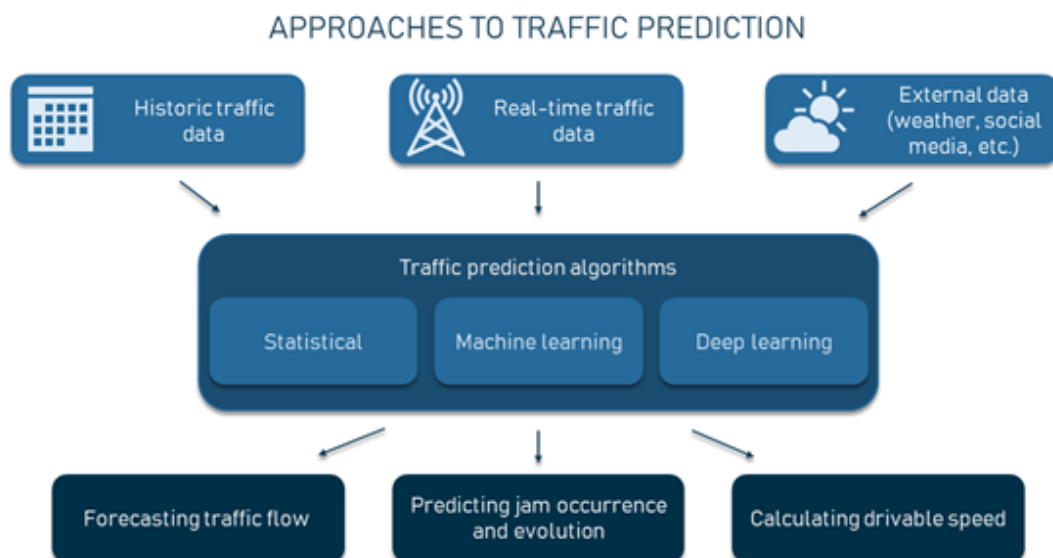 APPROACHES TO TRAFFIC PREDICTION
Historic traffic
data
Real-time traffic
data
External data
(weather, social
media, etc.)
Traffic prediction algorithms
Statistical
Machine learning
Deep learning
Forecasting traffic flow
Predicting jam occurrence
and evolution
Calculating drivable speed